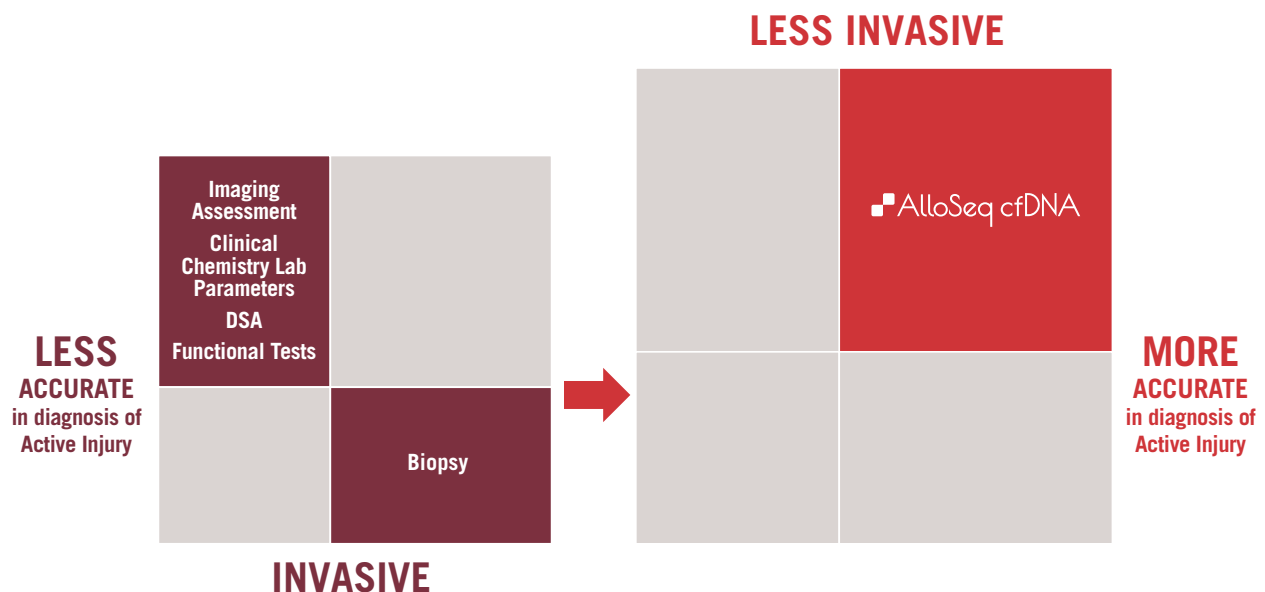 LESS INVASIVE
Imaging
Assessment
Clinical
Chemistry Lab
Parameters
DSA
Functional Tests
AlloSeq cfDNA
LESS
ACCURATE
in diagnosis of
Active Injury
MORE
ACCURATE
in diagnosis of
Active Injury
Biopsy
INVASIVE